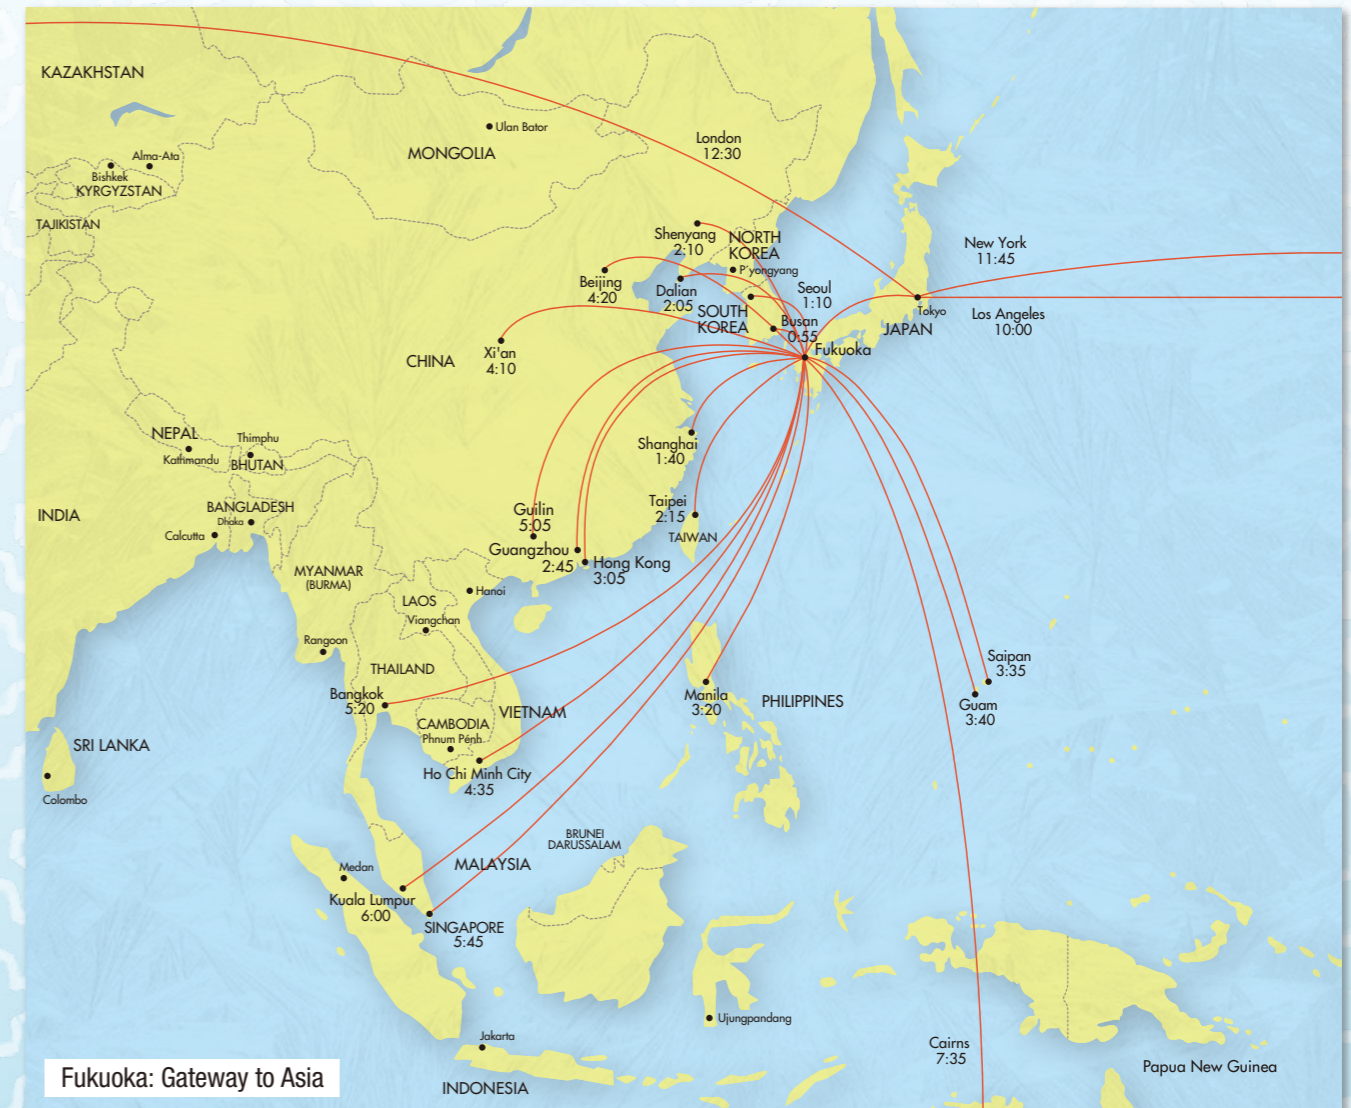 KAZAKHSTAN
Ulan Bator
MONGOLIA
London
12:30
Alma-Ata
Bishkek
KYRGYZSTAN
TAJIKISTAN
Shenyang
2:10
NORTH
KOREA
P'yongyang
New York
11:45
Beijing
4:20
Dalian
2:05
Seoul
1:10
SOUTH
KOREA
Busan
0:55
Tokyo
JAPAN
Los Angeles
10:00
Fukuoka
Xi'an
4:10
CHINA
NEPAL
Kathmandu
Thimphu
BHUTAN
Shanghai
1:40
INDIA
BANGLADESH
Dhaka
Calcutta
Guilin
5:05
Guangzhou
2:45
Hong Kong
3:05
Taipei
2:15
TAIWAN
MYANMAR
(BURMA)
LAOS
Hanoi
Viangchan
Rangoon
THAILAND
Bangkok
5:20
VIETNAM
CAMBODIA
Phnum Pénh
Ho Chi Minh City
4:35
Manila
3:20
PHILIPPINES
Saipan
3:35
Guam
3:40
SRI LANKA
Colombo
BRUNEI
DARUSSALAM
Medan
MALAYSIA
Kuala Lumpur
6:00
SINGAPORE
5:45
Ujungpandang
Jakarta
INDONESIA
Cairns
7:35
Papua New Guinea
Fukuoka: Gateway to Asia